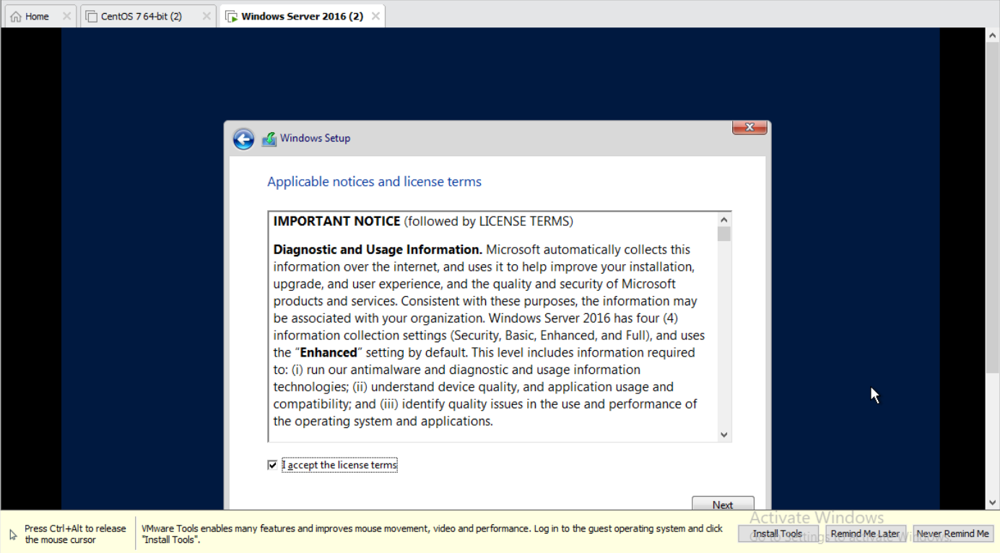 Home
CentOS 7 64-bit (2)
Windows Server 2016 (2)
Windows Setup
Applicable notices and license terms
IMPORTANT NOTICE (followed by LICENSE TERMS)
Diagnostic and Usage Information. Microsoft automatically collects this
information over the internet, and uses it to help improve your installation,
upgrade, and user experience, and the quality and security of Microsoft
products and services. Consistent with these purposes, the information may
be associated with your organization. Windows Server 2016 has four (4)
information collection settings (Security, Basic, Enhanced, and Full), and uses
the “Enhanced” setting by default. This level includes information required
to: (i) run our antimalware and diagnostic and usage information
technologies; (ii) understand device quality, and application usage and
compatibility; and (iii) identify quality issues in the use and performance of
the operating system and applications.
I accept the license terms
Next
Press Ctrl+Alt to release
the mouse cursor
VMware Tools enables many features and improves mouse movement, video and performance. Log in to the guest operating system and click
"Install Tools".
Install Tools
Remind Me Later
Never Remind Me
Activate Windows
Go to Settings to activate Windows.